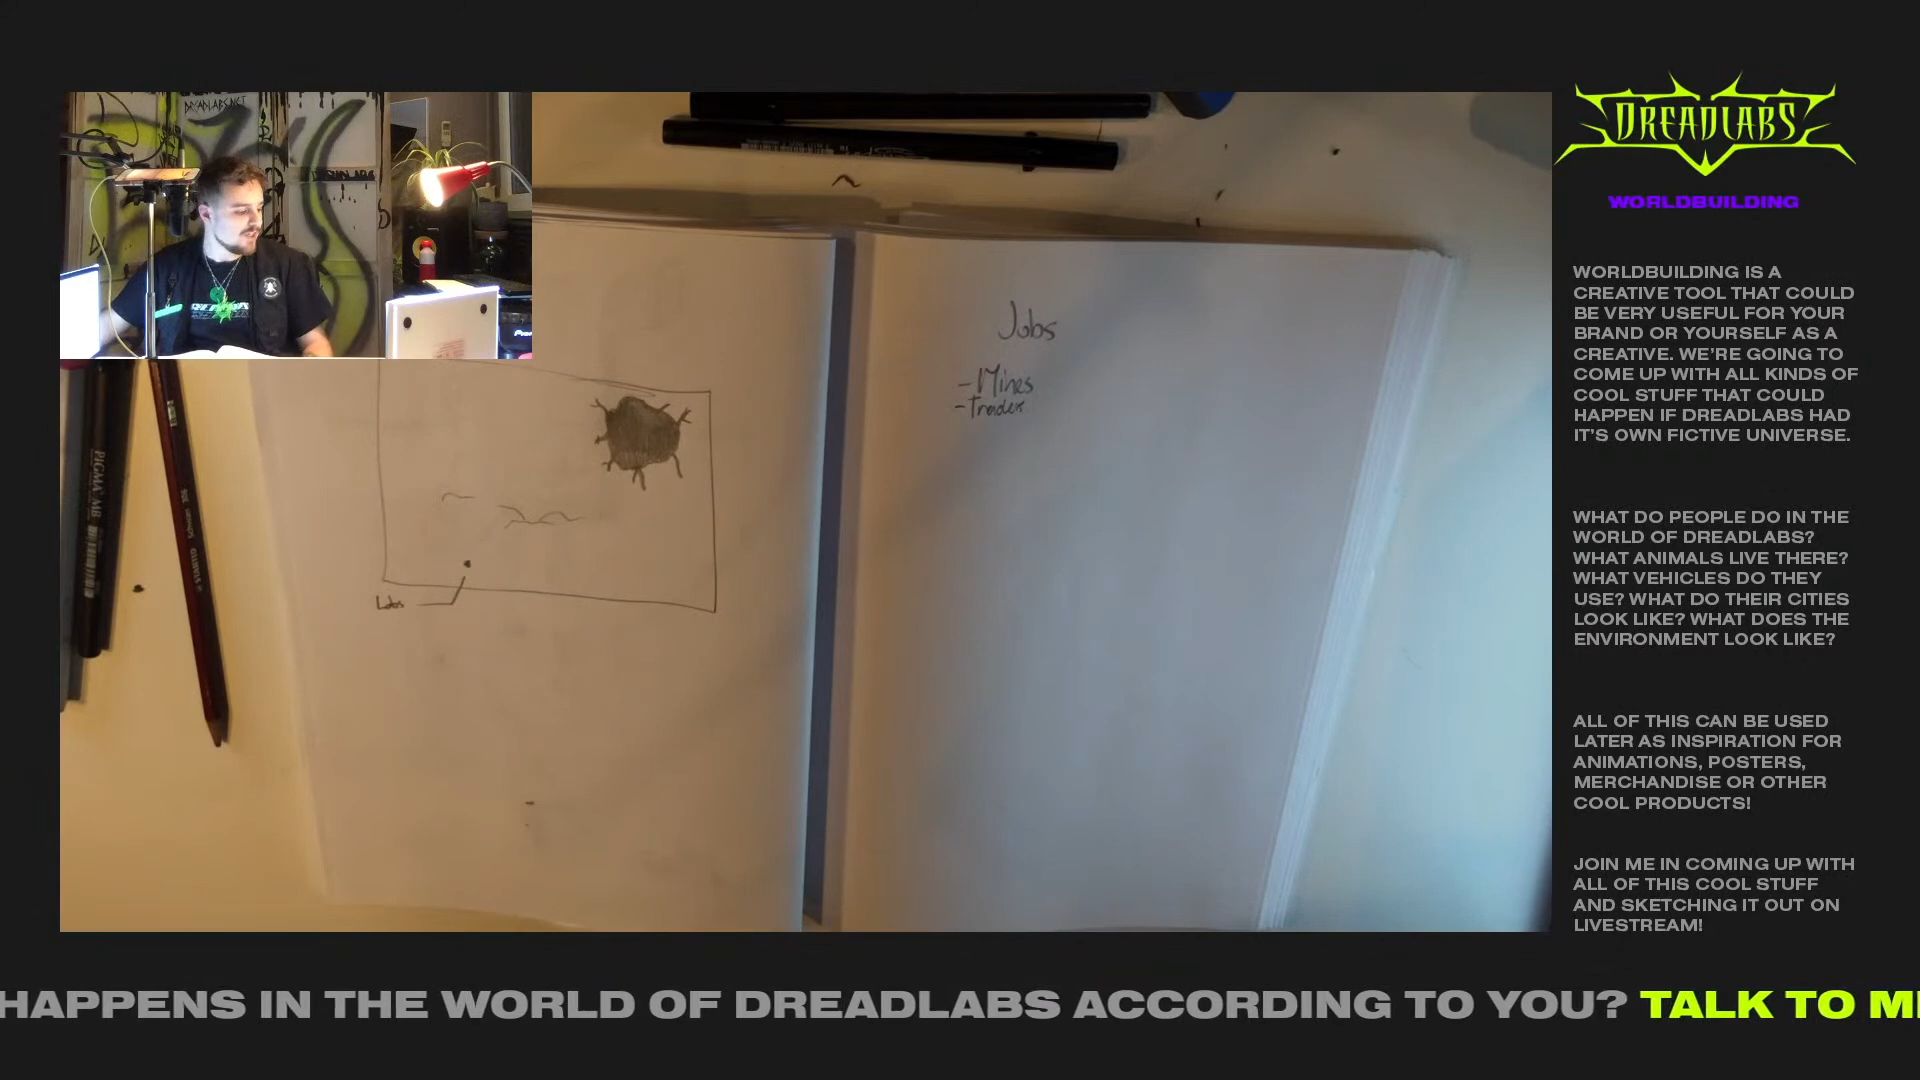 DREADLABS.NET
DREADLABS
WORLDBUILDING
WORLDBUILDING IS A
CREATIVE TOOL THAT COULD
BE VERY USEFUL FOR YOUR
BRAND OR YOURSELF AS A
CREATIVE. WE'RE GOING TO
COME UP WITH ALL KINDS OF
COOL STUFF THAT COULD
HAPPEN IF DREADLABS HAD
IT'S OWN FICTIVE UNIVERSE.
WHAT DO PEOPLE DO IN THE
WORLD OF DREADLABS?
WHAT ANIMALS LIVE THERE?
WHAT VEHICLES DO THEY
USE? WHAT DO THEIR CITIES
LOOK LIKE? WHAT DOES THE
ENVIRONMENT LOOK LIKE?
ALL OF THIS CAN BE USED
LATER AS INSPIRATION FOR
ANIMATIONS, POSTERS,
MERCHANDISE OR OTHER
COOL PRODUCTS!
JOIN ME IN COMING UP WITH
ALL OF THIS COOL STUFF
AND SKETCHING IT OUT ON
LIVESTREAM!
Jobs
- Mines
- Trader
Labs
PIGMA MB
HAPPENS IN THE WORLD OF DREADLABS ACCORDING TO YOU? TALK TO M